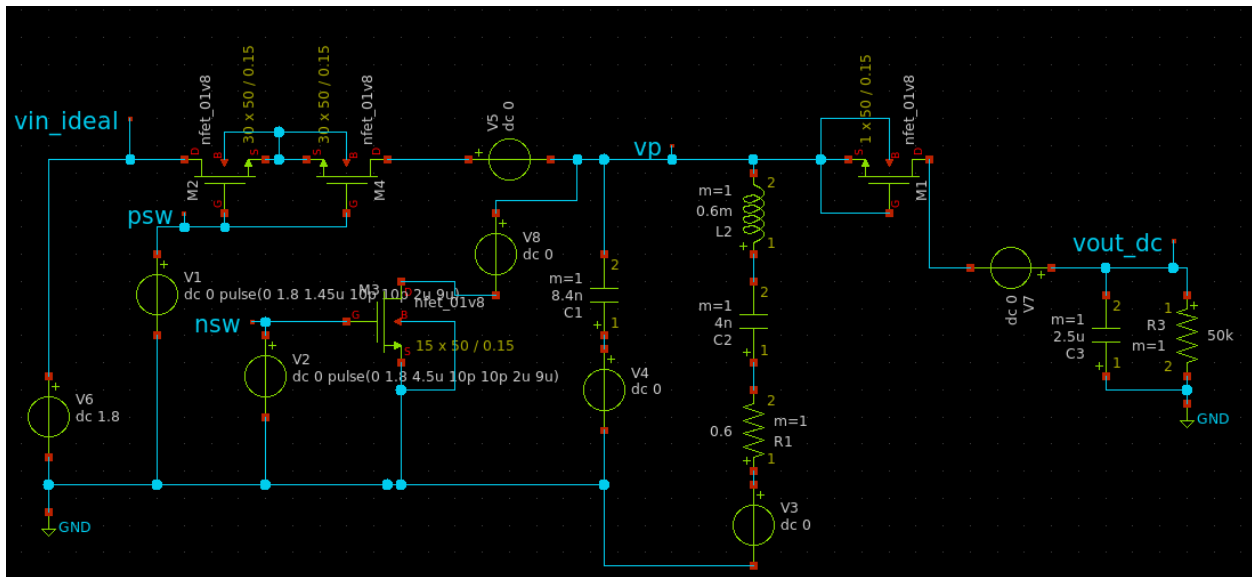 vin_ideal
psw
nsw
vp
vout_dc
30 x 50 / 0.15
nfet_01v8
M2
D
B
S
G
30 x 50 / 0.15
nfet_01v8
M4
S
B
D
G
V5
dc 0
+
V8
dc 0
+
V1
dc 0 pulse(0 1.8 1.45u 10p 10p 2u 9u)
+
M3
nfet_01v8
D
G
B
S
15 x 50 / 0.15
V2
dc 0 pulse(0 1.8 4.5u 10p 10p 2u 9u)
+
V6
dc 1.8
+
GND
2
m=1
8.4n
C1
+
1
V4
dc 0
+
m=1
0.6m
L2
2
+
1
2
m=1
4n
C2
+
1
2
0.6
m=1
R1
+
1
V3
dc 0
+
1 x 50 / 0.15
nfet_01v8
M1
S
B
D
G
dc 0
V7
+
2
m=1
2.5u
C3
+
1
1
+
R3
m=1
50k
2
GND